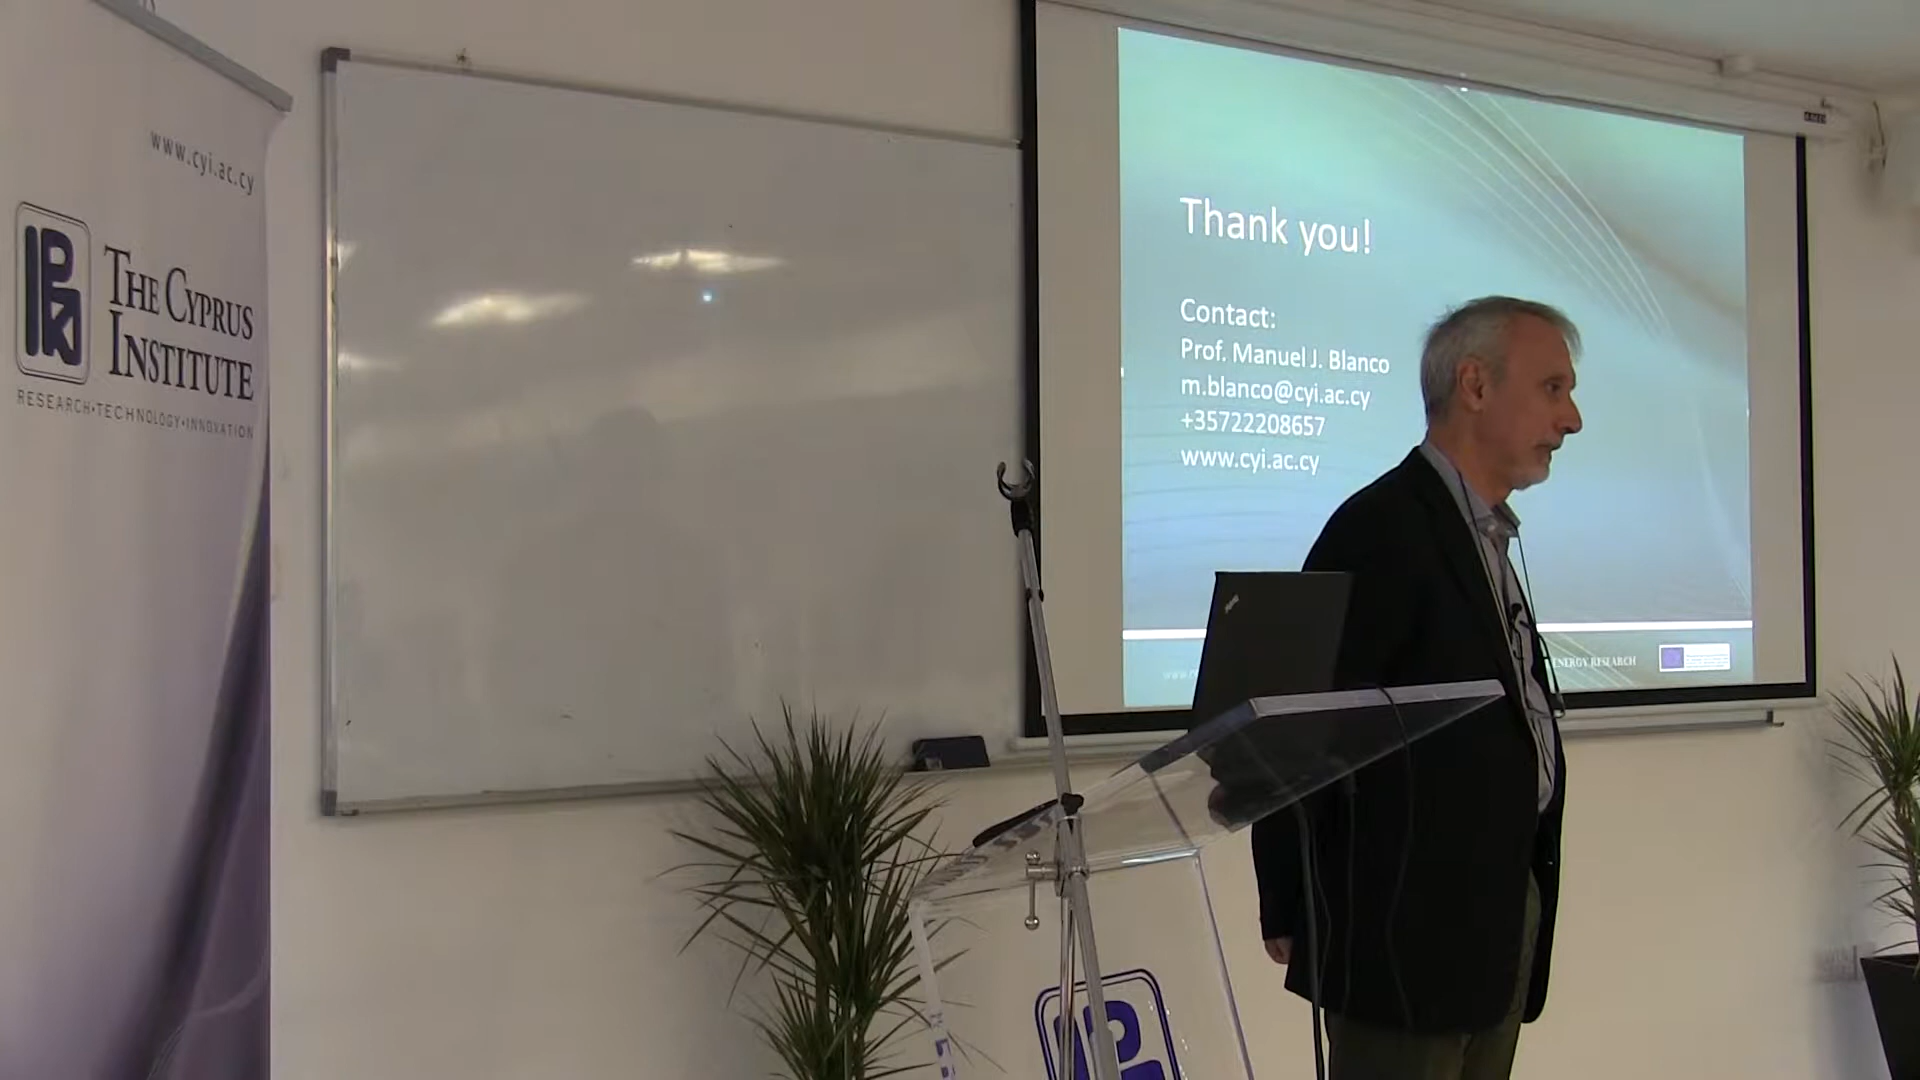 www.cyi.ac.cy
THE CYPRUS
INSTITUTE
RESEARCH•TECHNOLOGY•INNOVATION
Thank you!
Contact:
Prof. Manuel J. Blanco
m.blanco@cyi.ac.cy
+35722208657
www.cyi.ac.cy
ENERGY RESEARCH